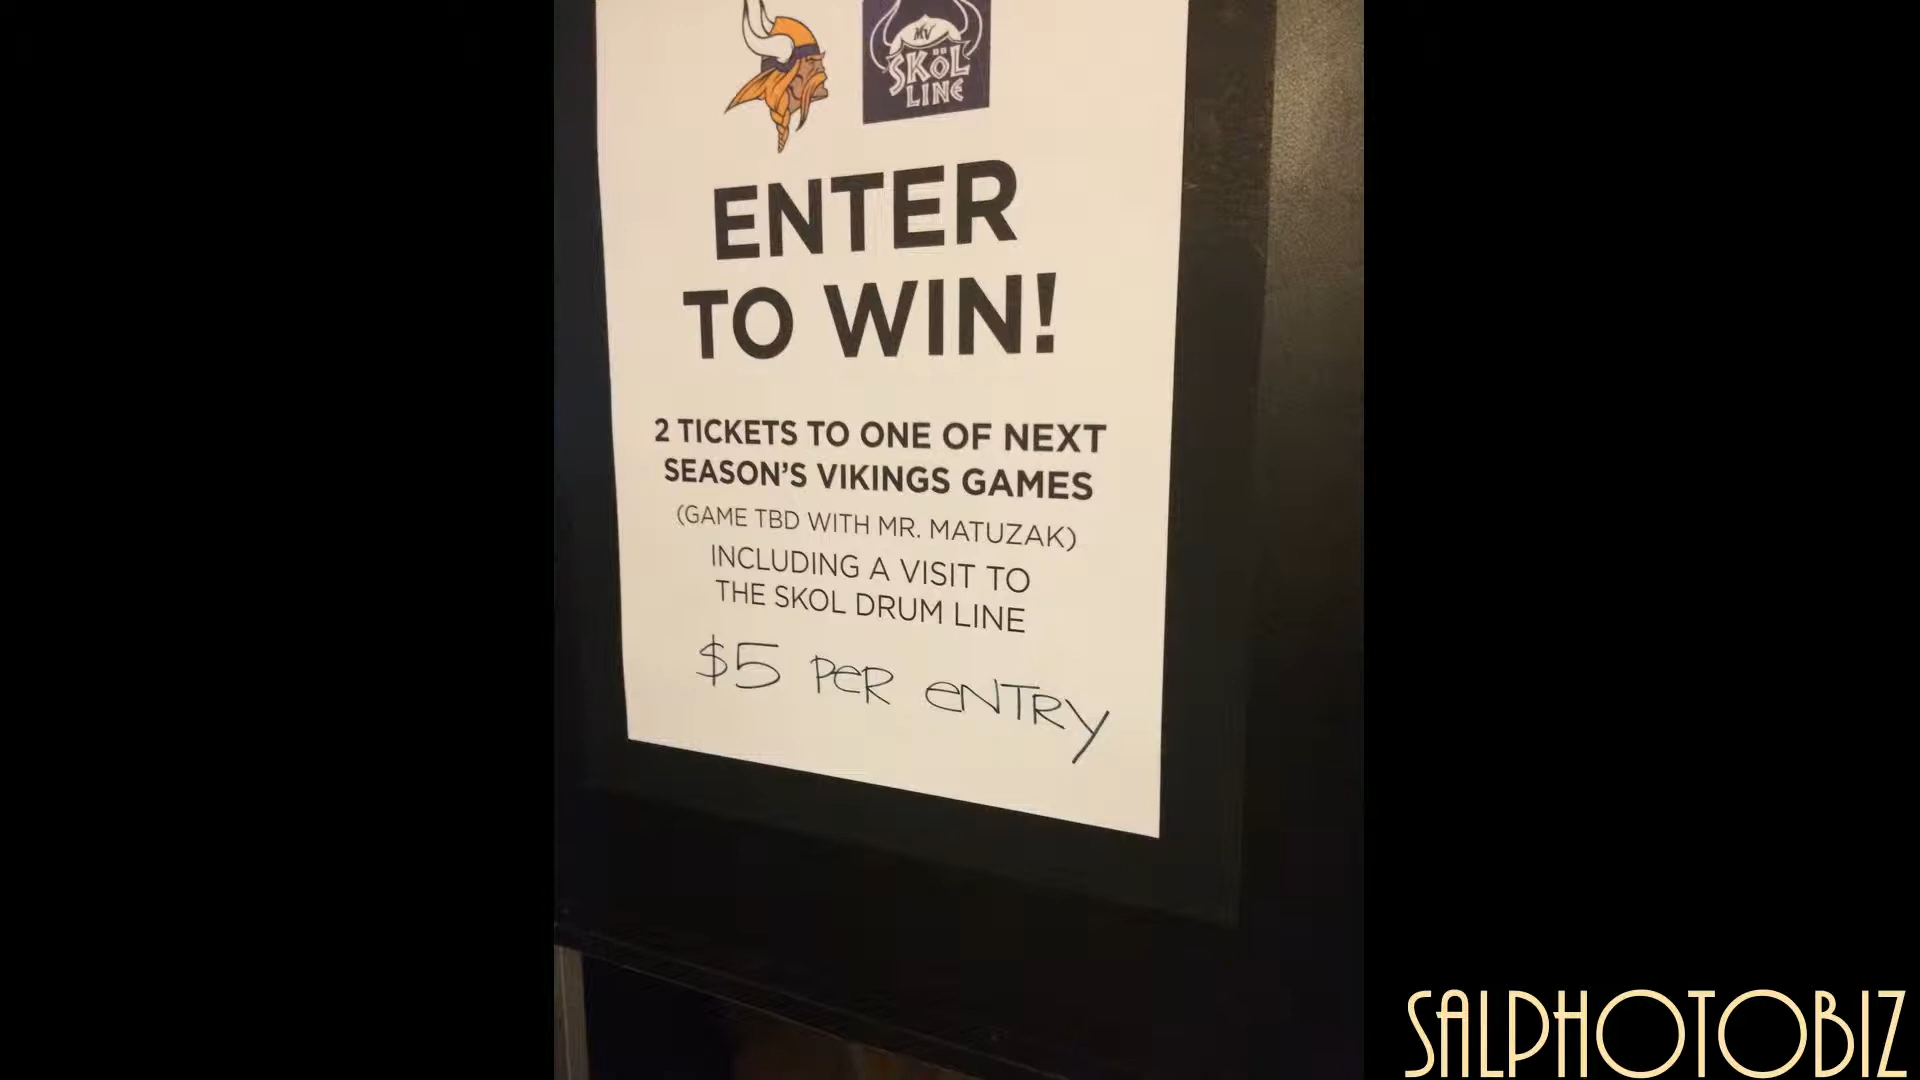 MV
SKÖL
LINE
ENTER
TO WIN!
2 TICKETS TO ONE OF NEXT
SEASON'S VIKINGS GAMES
(GAME TBD WITH MR. MATUZAK)
INCLUDING A VISIT TO
THE SKOL DRUM LINE
$5 PER ENTRY
SALPHOTOBIZ